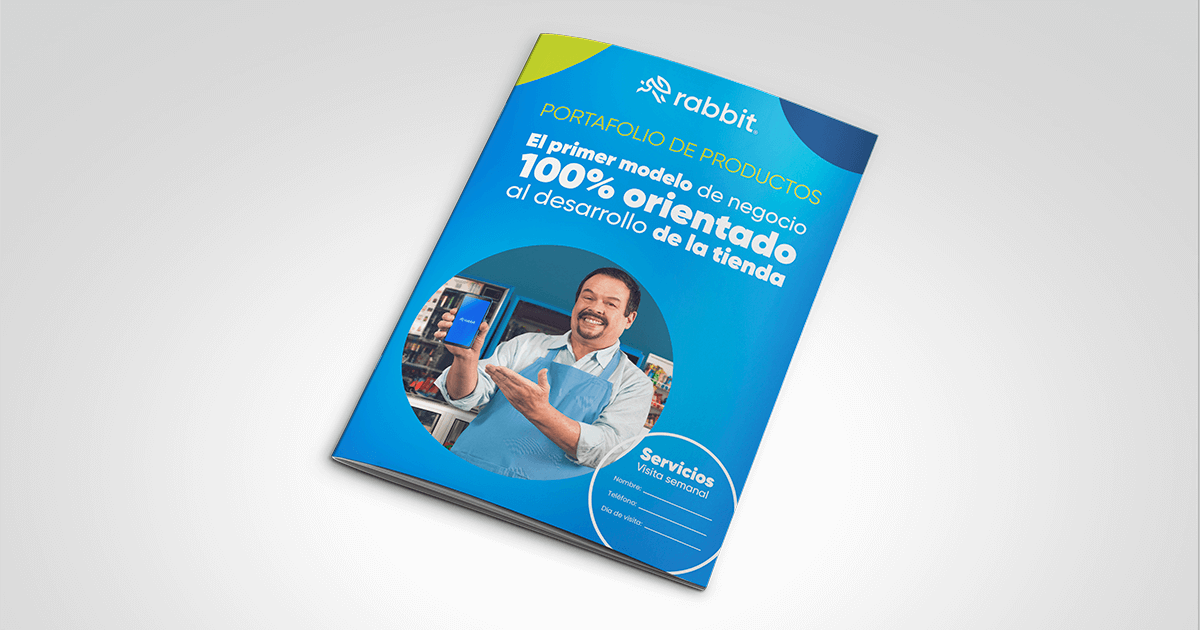 rabbit
PORTAFOLIO DE PRODUCTOS
El primer modelo de negocio
100% orientado
al desarrollo de la tienda
rabbit
Servicios
Visita semanal
Nombre:
Teléfono:
Día de visita: